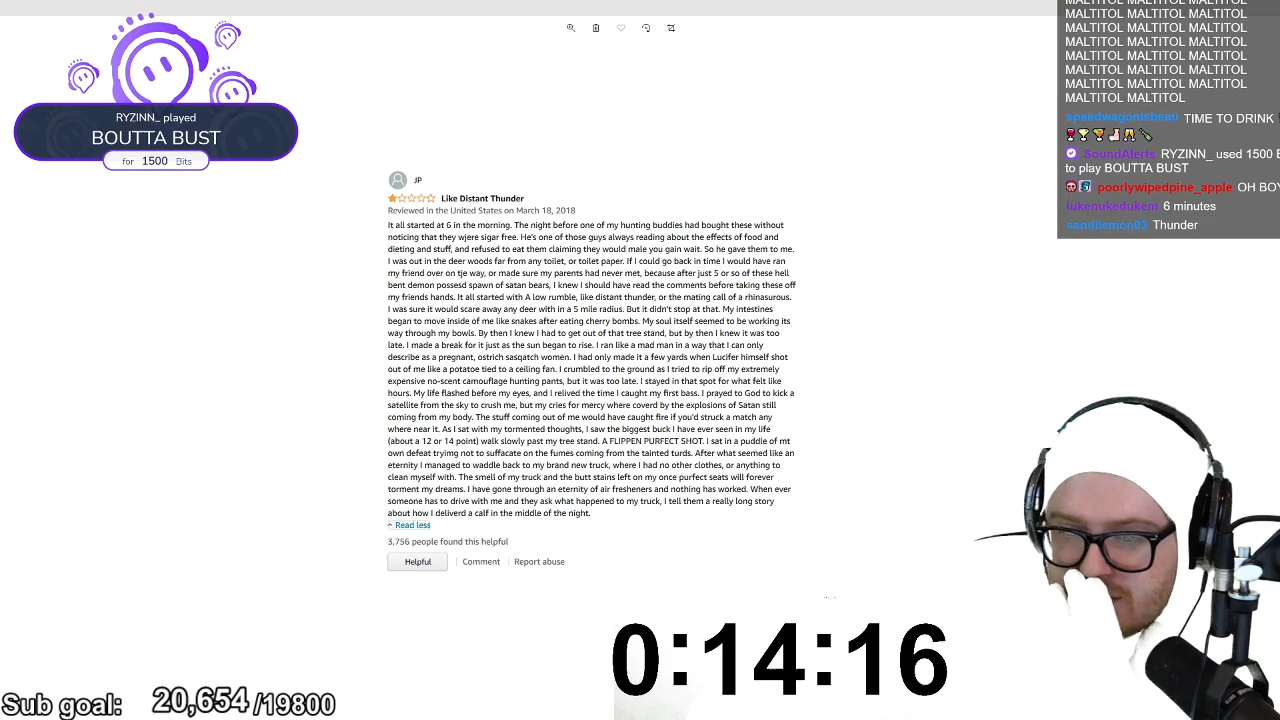 RYZINN_ played
BOUTTA BUST
for 1500 Bits
JP
Like Distant Thunder
Reviewed in the United States on March 18, 2018
It all started at 6 in the morning. The night before one of my hunting buddies had bought these without
noticing that they wjere sigar free. He's one of those guys always reading about the effects of food and
dieting and stuff, and refused to eat them claiming they would male you gain wait. So he gave them to me.
I was out in the deer woods far from any toilet, or toilet paper. If I could go back in time I would have ran
my friend over on tje way, or made sure my parents had never met, because after just 5 or so of these hell
bent demon possesd spawn of satan bears, I knew I should have read the comments before taking these off
my friends hands. It all started with A low rumble, like distant thunder, or the mating call of a rhinasurous.
I was sure it would scare away any deer with in a 5 mile radius. But it didn't stop at that. My intestines
began to move inside of me like snakes after eating cherry bombs. My soul itself seemed to be working its
way through my bowls. By then I knew I had to get out of that tree stand, but by then I knew it was too
late. I made a break for it just as the sun began to rise. I ran like a mad man in a way that I can only
describe as a pregnant, ostrich sasqatch women. I had only made it a few yards when Lucifer himself shot
out of me like a potatoe tied to a ceiling fan. I crumbled to the ground as I tried to rip off my extremely
expensive no-scent camouflage hunting pants, but it was too late. I stayed in that spot for what felt like
hours. My life flashed before my eyes, and I relived the time I caught my first bass. I prayed to God to kick a
satellite from the sky to crush me, but my cries for mercy where coverd by the explosions of Satan still
coming from my body. The stuff coming out of me would have caught fire if you'd struck a match any
where near it. As I sat with my tormented thoughts, I saw the biggest buck I have ever seen in my life
(about a 12 or 14 point) walk slowly past my tree stand. A FLIPPEN PURFECT SHOT. I sat in a puddle of mt
own defeat tryimg not to suffacate on the fumes coming from the tainted turds. After what seemed like an
eternity I managed to waddle back to my brand new truck, where I had no other clothes, or anything to
clean myself with. The smell of my truck and the butt stains left on my once purfect seats will forever
torment my dreams. I have gone through an eternity of air fresheners and nothing has worked. When ever
someone has to drive with me and they ask what happened to my truck, I tell them a really long story
about how I deliverd a calf in the middle of the night.
Read less
3,756 people found this helpful
Helpful
Comment
Report abuse
MALTITOL MALTITOL MALTITOL
MALTITOL MALTITOL MALTITOL
MALTITOL MALTITOL MALTITOL
MALTITOL MALTITOL MALTITOL
MALTITOL MALTITOL MALTITOL
MALTITOL MALTITOL MALTITOL
MALTITOL MALTITOL MALTITOL
MALTITOL MALTITOL
speedwagonisbeau TIME TO DRINK
SoundAlerts RYZINN_ used 1500 B
to play BOUTTA BUST
poorlywipedpine_apple OH BOY
lukenukedukem 6 minutes
sandllemon03 Thunder
0:14:16
Sub goal: 20,654 /19800